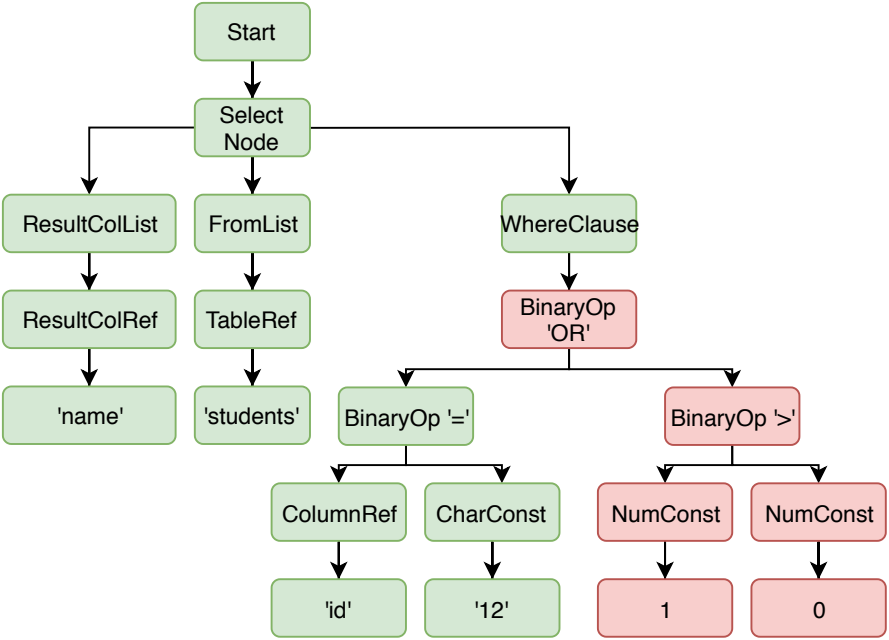 Start
Select
Node
ResultColList
FromList
WhereClause
ResultColRef
TableRef
BinaryOp
'OR'
'name'
'students'
BinaryOp '='
BinaryOp '>'
ColumnRef
CharConst
NumConst
NumConst
'id'
'12'
1
0